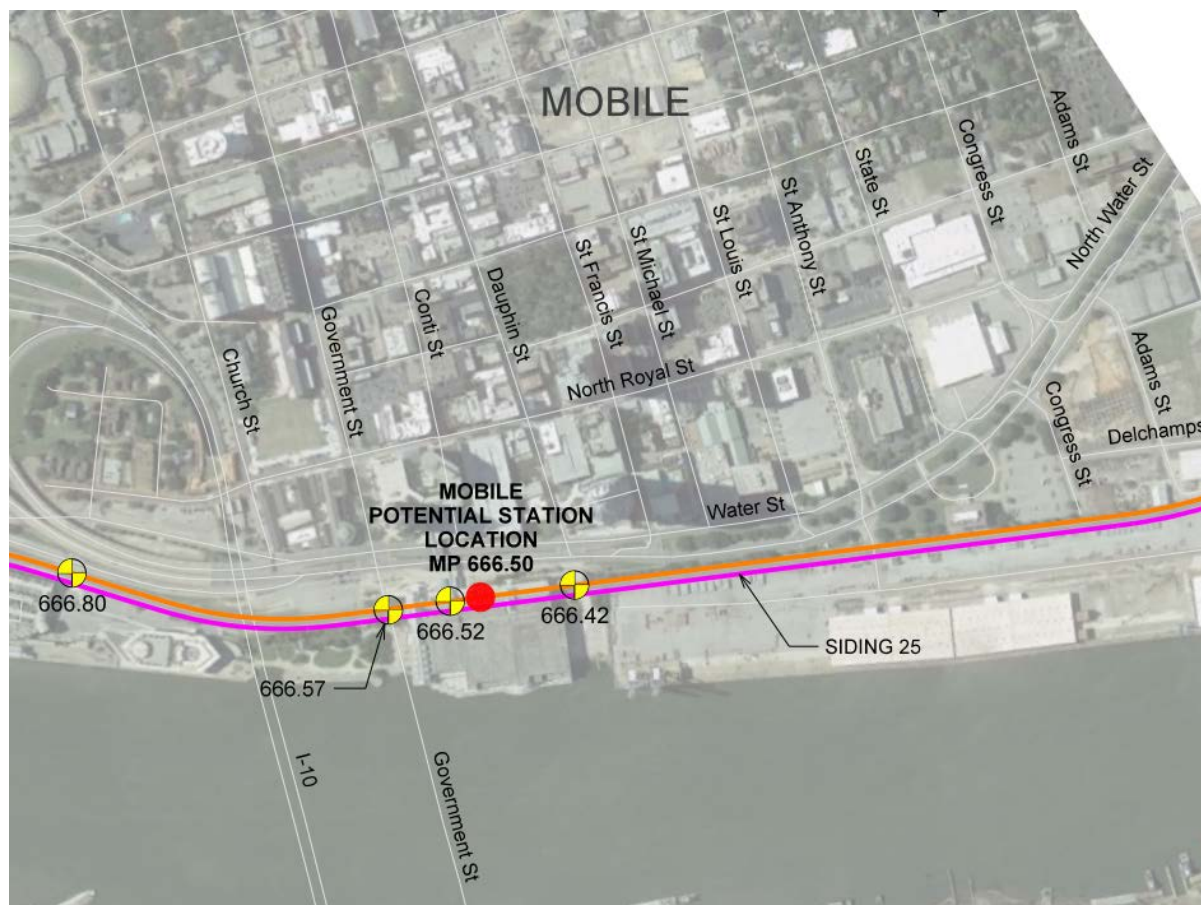 MOBILE
Adams St
Congress St
State St
North Water St
St Anthony St
St Louis St
St Michael St
St Francis St
Dauphin St
Conti St
Government St
Church St
North Royal St
Adams St
Congress St
Delchamps
Water St
MOBILE
POTENTIAL STATION
LOCATION
MP 666.50
666.80
666.52
666.42
666.57
SIDING 25
I-10
Government St